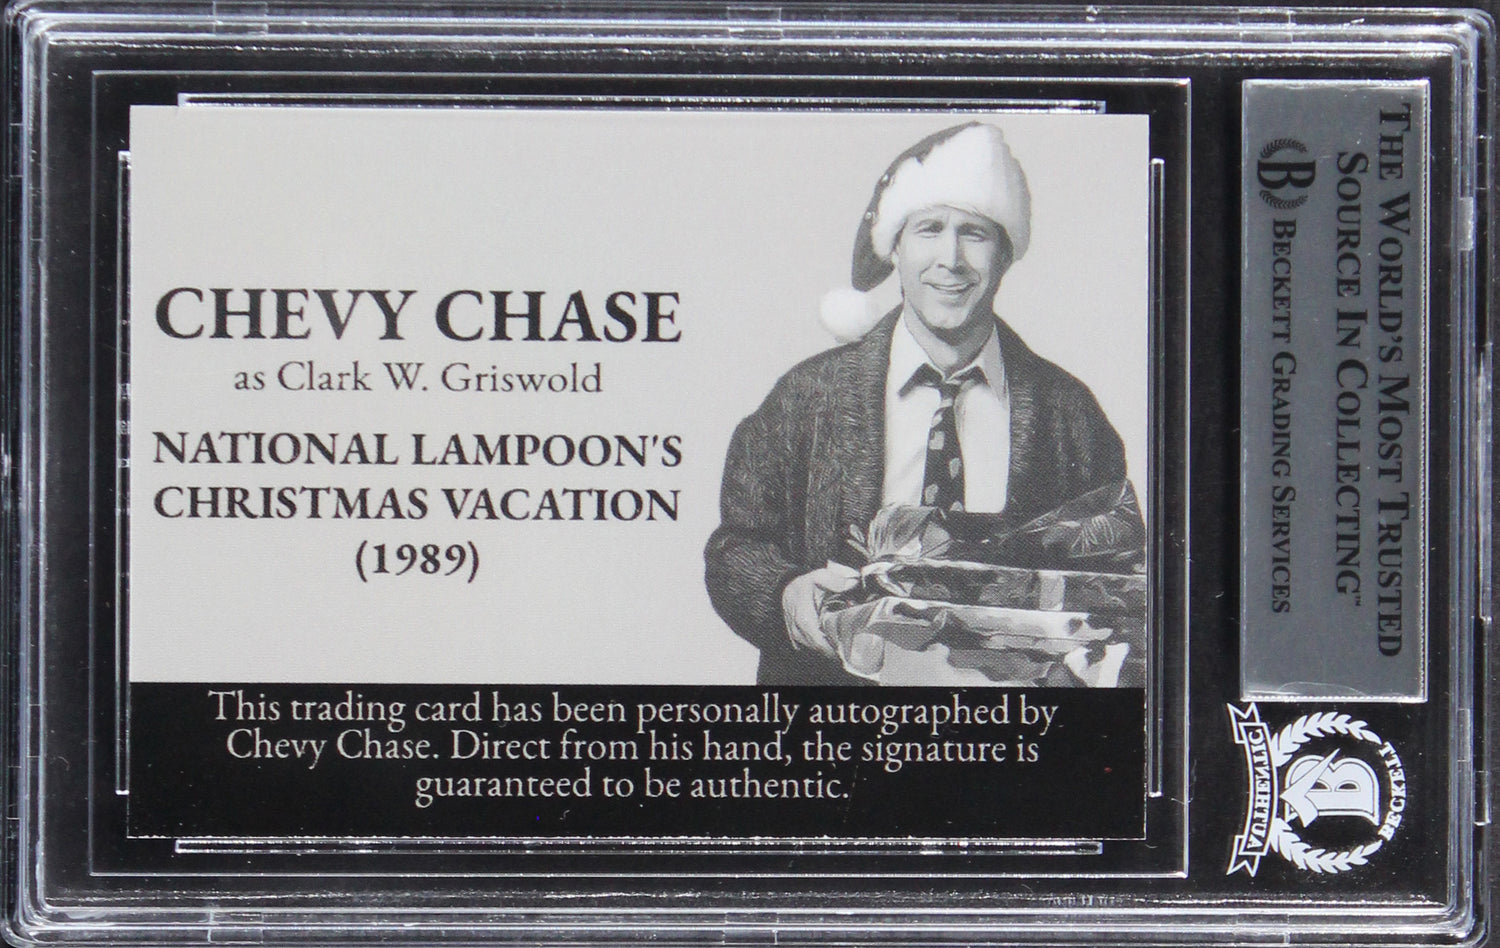 CHEVY CHASE
as Clark W. Griswold
NATIONAL LAMPOON'S
CHRISTMAS VACATION
(1989)
This trading card has been personally autographed by
Chevy Chase. Direct from his hand, the signature is
guaranteed to be authentic.
THE WORLD'S MOST TRUSTED
SOURCE IN COLLECTING™
B BECKETT GRADING SERVICES
AUTHENTIC
B
BECKETT